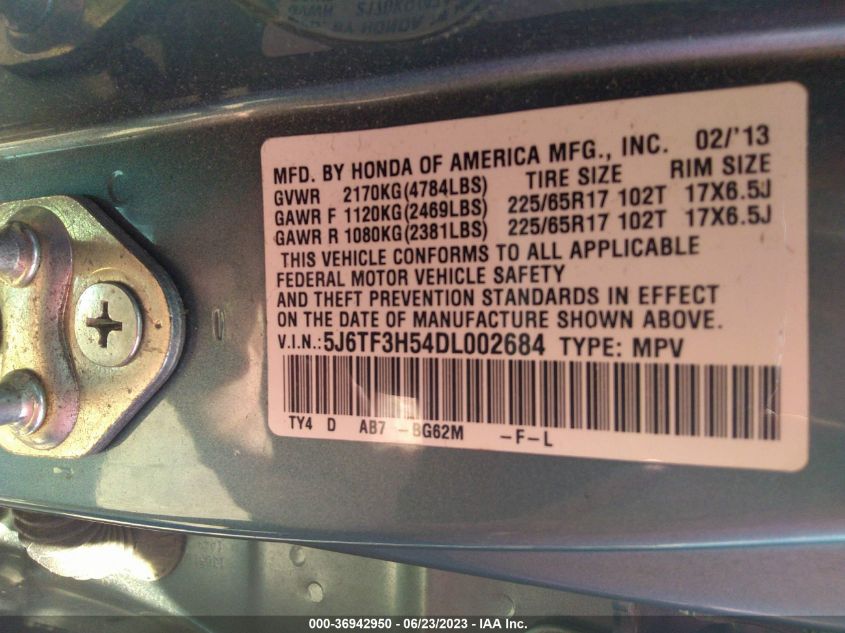 MFD. BY HONDA OF AMERICA MFG., INC. 02/'13
GVWR 2170KG(4784LBS) TIRE SIZE RIM SIZE
GAWR F 1120KG(2469LBS) 225/65R17 102T 17X6.5J
GAWR R 1080KG(2381LBS) 225/65R17 102T 17X6.5J
THIS VEHICLE CONFORMS TO ALL APPLICABLE
FEDERAL MOTOR VEHICLE SAFETY
AND THEFT PREVENTION STANDARDS IN EFFECT
ON THE DATE OF MANUFACTURE SHOWN ABOVE.
V.I.N.:5J6TF3H54DL002684 TYPE: MPV
TY4 D AB7 -BG62M -F-L
000-36942950 - 06/23/2023 - IAA Inc.